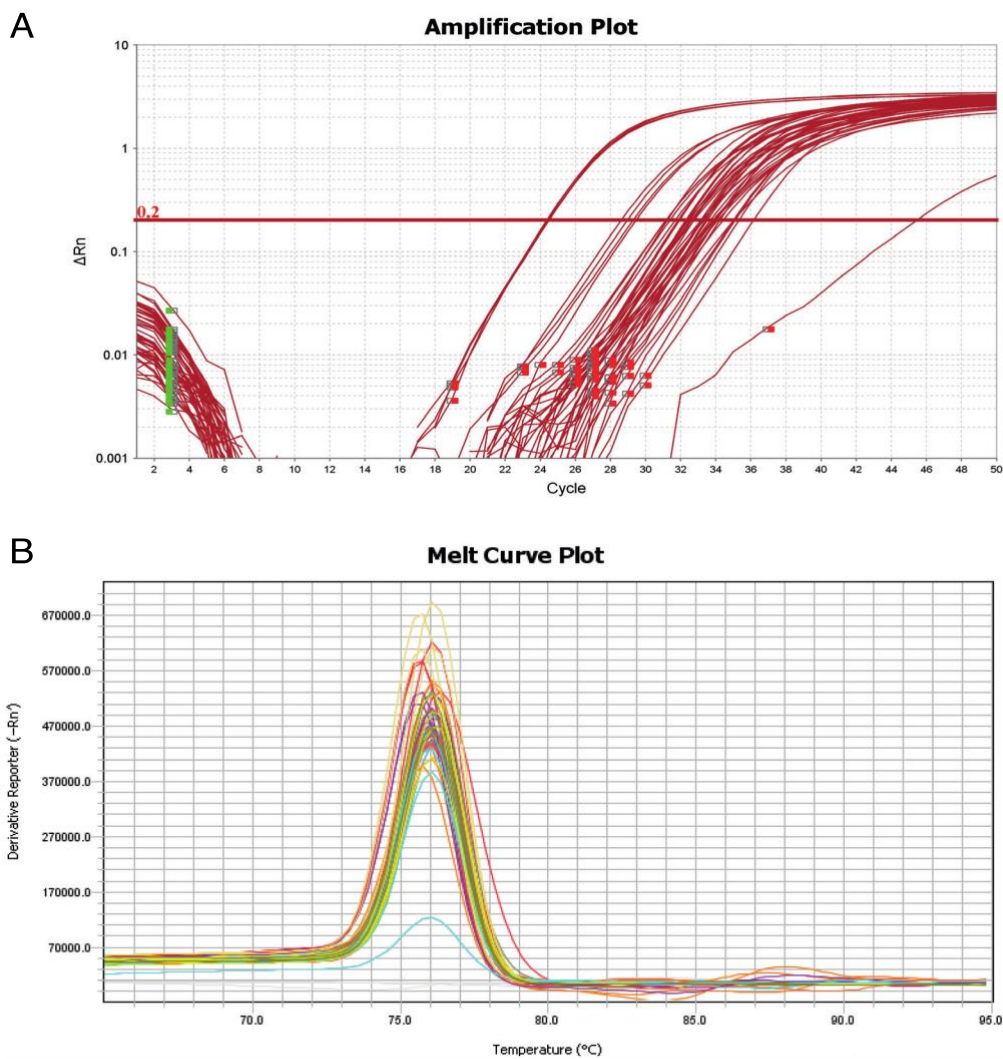 A
Amplification Plot
10
1
0.2
0.1
0.01
0.001
ΔRn
2 4 6 8 10 12 14 16 18 20 22 24 26 28 30 32 34 36 38 40 42 44 46 48 50
Cycle
B
Melt Curve Plot
670000.0
570000.0
470000.0
370000.0
270000.0
170000.0
70000.0
Derivative Reporter (−Rn')
70.0 75.0 80.0 85.0 90.0 95.0
Temperature (°C)